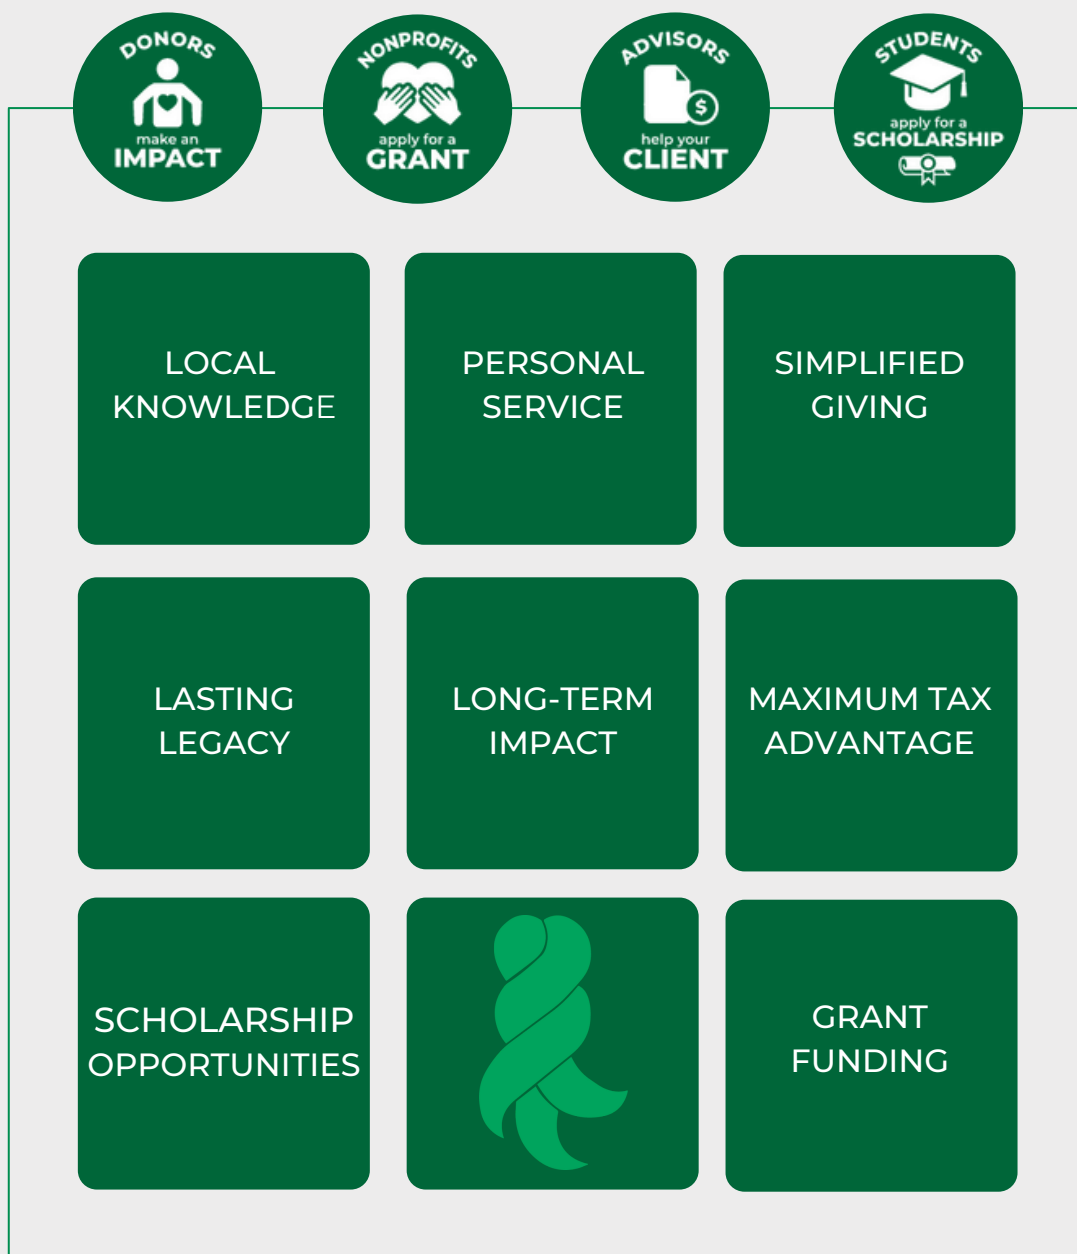 DONORS
make an
IMPACT
NONPROFITS
apply for a
GRANT
ADVISORS
$
help your
CLIENT
STUDENTS
apply for a
SCHOLARSHIP
LOCAL
KNOWLEDGE
PERSONAL
SERVICE
SIMPLIFIED
GIVING
LASTING
LEGACY
LONG-TERM
IMPACT
MAXIMUM TAX
ADVANTAGE
SCHOLARSHIP
OPPORTUNITIES
GRANT
FUNDING